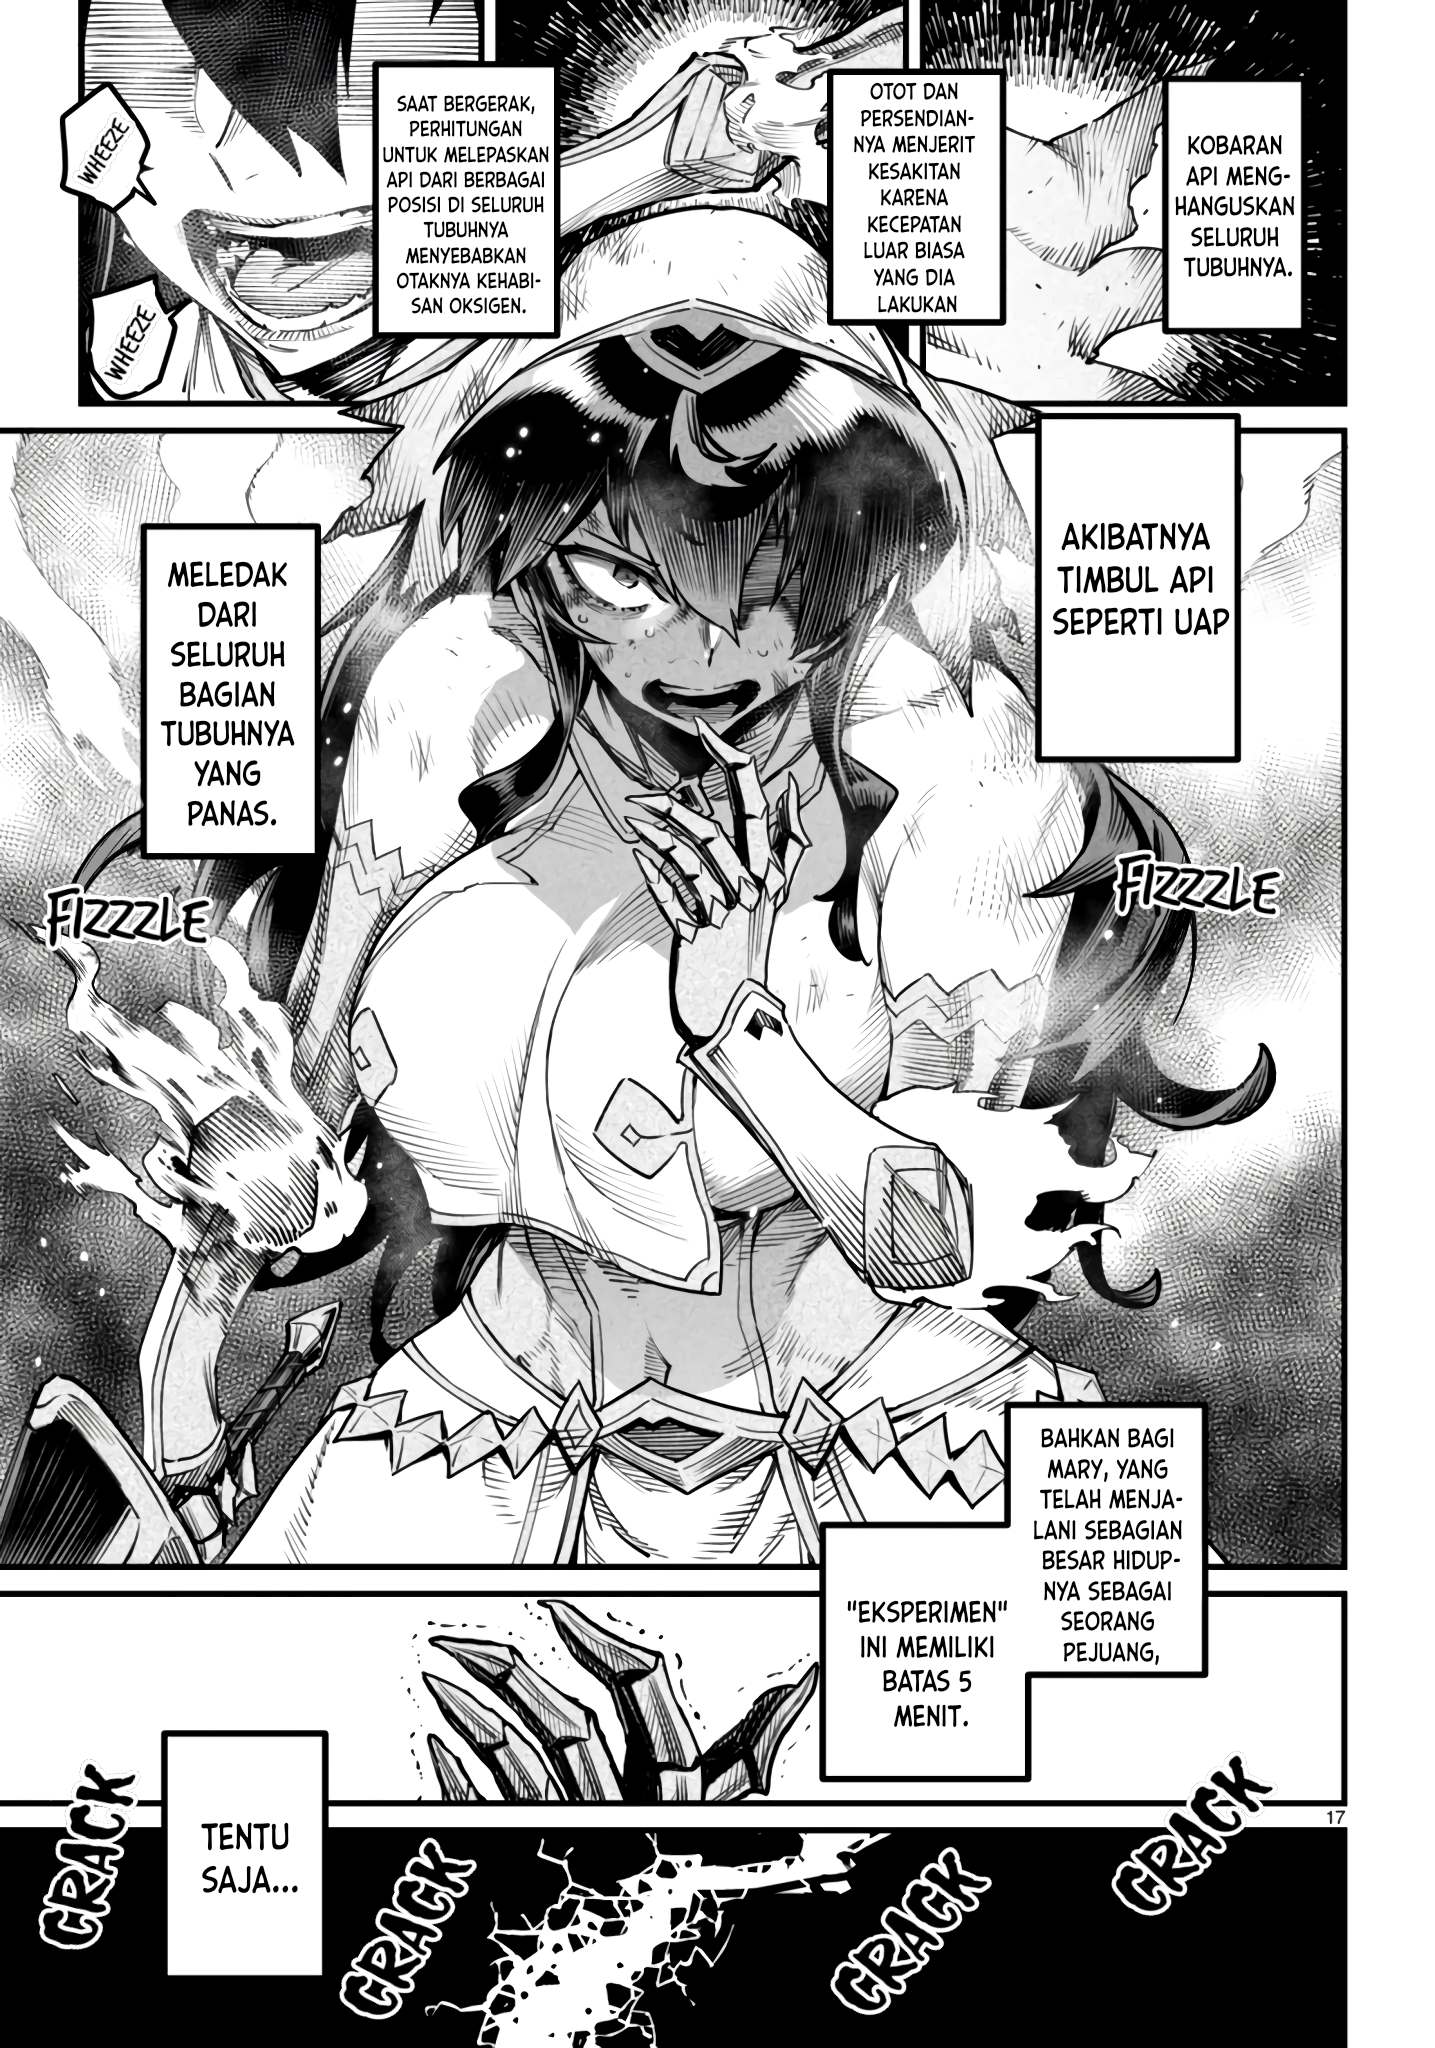 KOBARAN
API MENG-
HANGUSKAN
SELURUH
TUBUHNYA.
OTOT DAN
PERSENDIAN-
NYA MENJERIT
KESAKITAN
KARENA
KECEPATAN
LUAR BIASA
YANG DIA
LAKUKAN
SAAT BERGERAK,
PERHITUNGAN
UNTUK MELEPASKAN
API DARI BERBAGAI
POSISI DI SELURUH
TUBUHNYA
MENYEBABKAN
OTAKNYA KEHABI-
SAN OKSIGEN.
WHEEZE
WHEEZE
AKIBATNYA
TIMBUL API
SEPERTI UAP
MELEDAK
DARI
SELURUH
BAGIAN
TUBUHNYA
YANG
PANAS.
FIZZZLE
FIZZZLE
BAHKAN BAGI
MARY, YANG
TELAH MENJA-
LANI SEBAGIAN
BESAR HIDUP-
NYA SEBAGAI
SEORANG
PEJUANG,
"EKSPERIMEN"
INI MEMILIKI
BATAS 5
MENIT.
17
CRACK
CRACK
CRACK
CRACK
TENTU
SAJA...